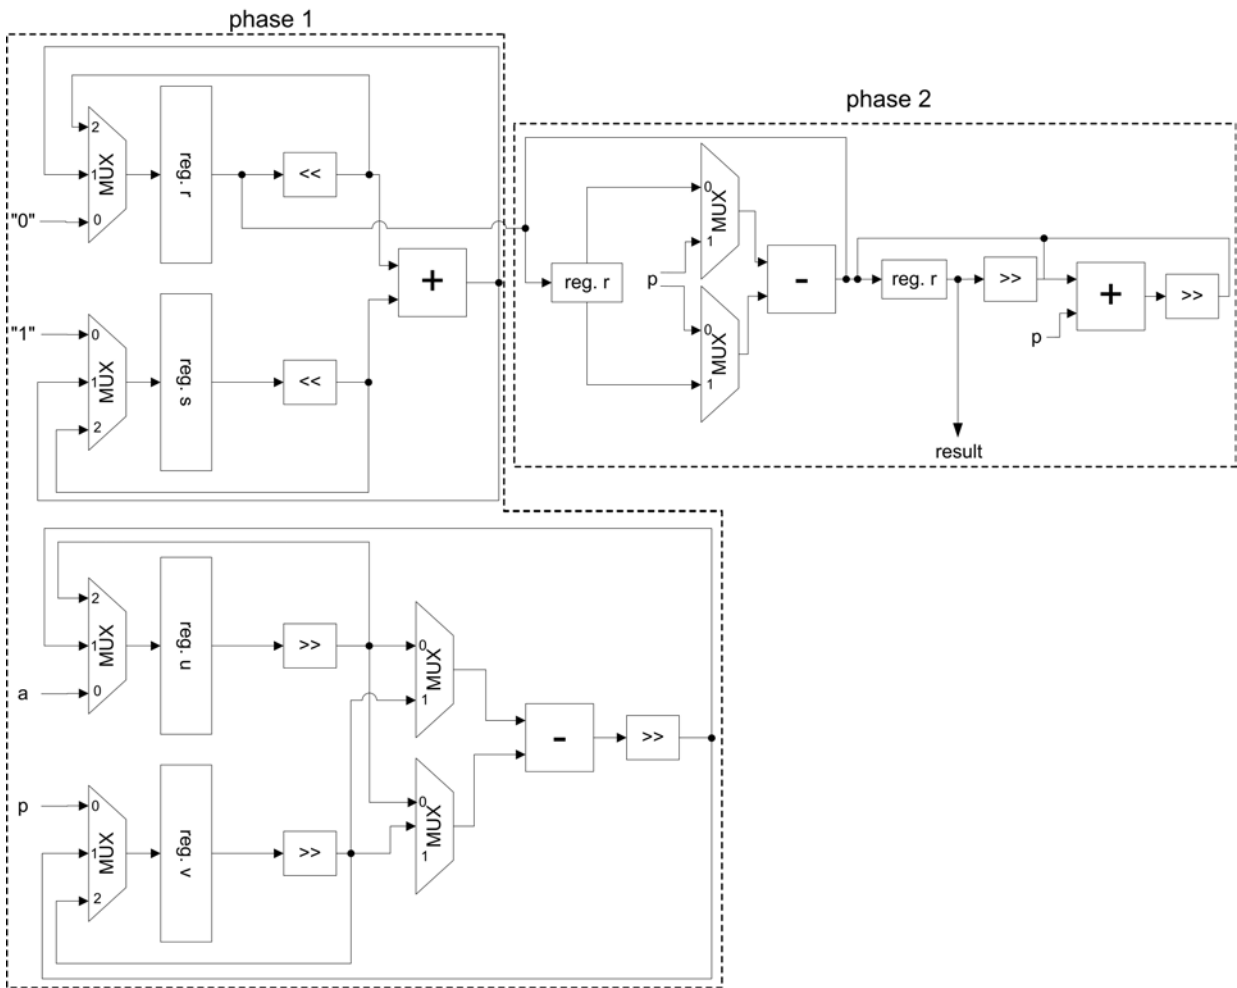 phase 1
2
1
0
MUX
"0"
reg. r
<<
+
"1"
0
1
2
MUX
reg. s
<<
phase 2
reg. r
p
0
1
MUX
0
1
MUX
-
reg. r
>>
+
p
>>
result
2
1
0
MUX
a
reg. u
>>
0
1
MUX
-
>>
p
0
1
2
MUX
reg. v
>>
0
1
MUX